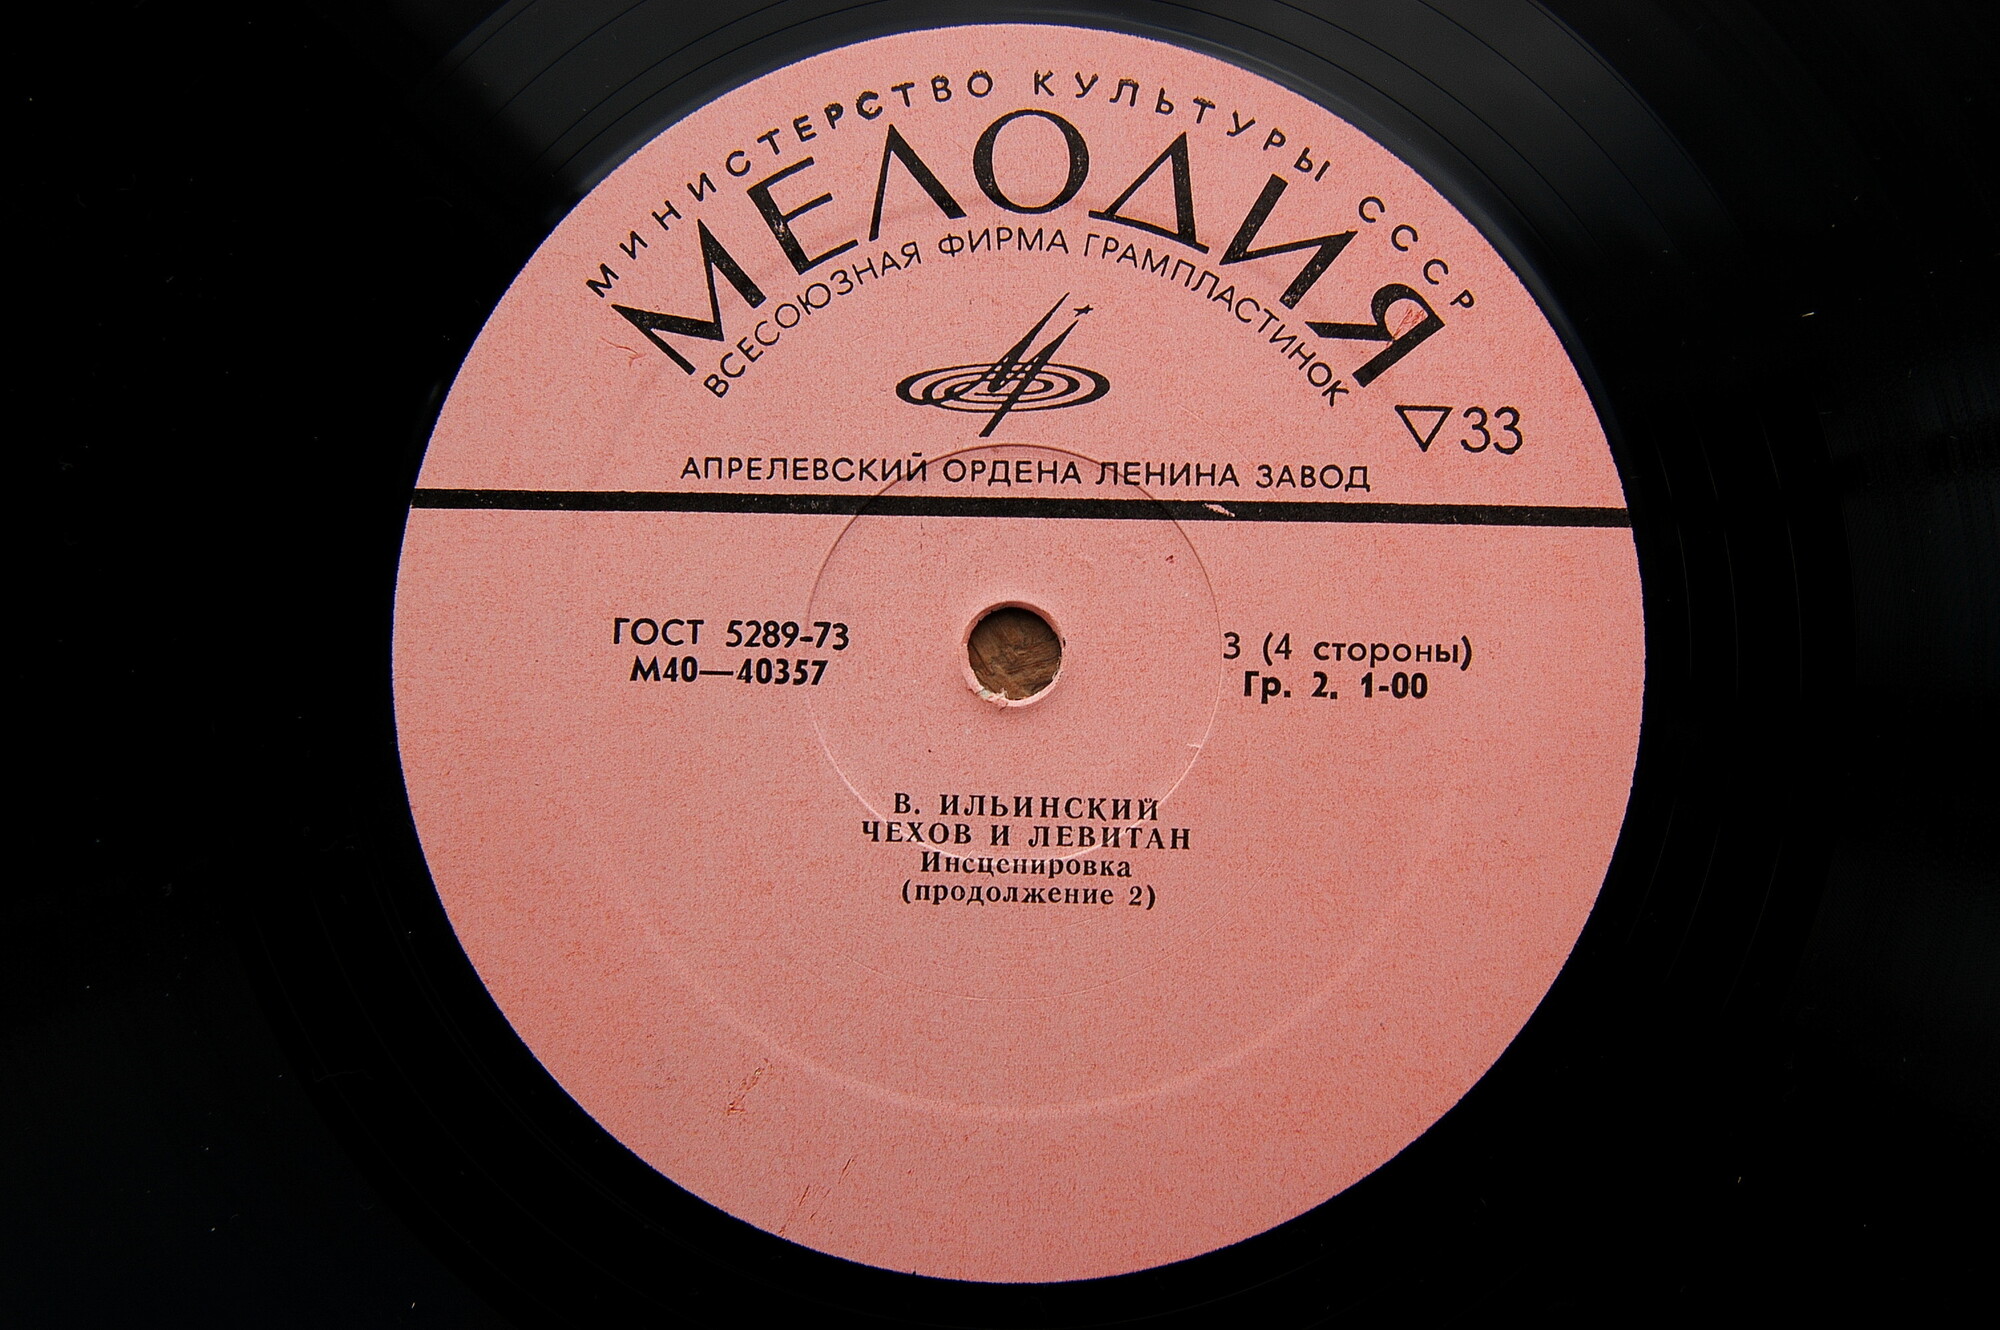 МИНИСТЕРСТВО КУЛЬТУРЫ СССР
МЕЛОДИЯ
ВСЕСОЮЗНАЯ ФИРМА ГРАМПЛАСТИНОК
33
АПРЕЛЕВСКИЙ ОРДЕНА ЛЕНИНА ЗАВОД
ГОСТ 5289-73
М40—40357
3 (4 стороны)
Гр. 2. 1-00
В. ИЛЬИНСКИЙ
ЧЕХОВ И ЛЕВИТАН
Инсценировка
(продолжение 2)